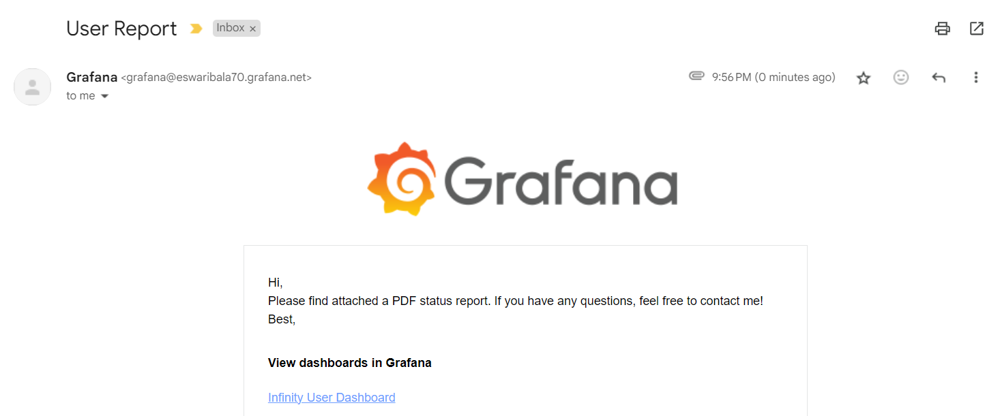 User Report Inbox ×
Grafana <grafana@eswaribala70.grafana.net> 9:56 PM (0 minutes ago)
to me
Grafana
Hi,
Please find attached a PDF status report. If you have any questions, feel free to contact me!
Best,
View dashboards in Grafana
Infinity User Dashboard